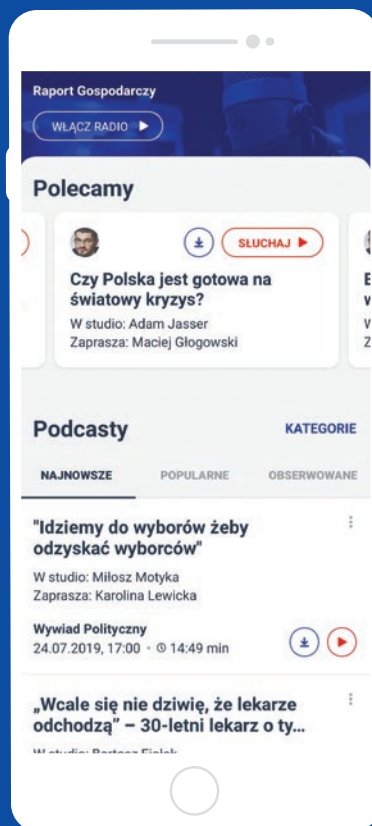 Raport Gospodarczy
WŁĄCZ RADIO
Polecamy
SŁUCHAJ
Czy Polska jest gotowa na
światowy kryzys?
W studio: Adam Jasser
Zaprasza: Maciej Głogowski
Podcasty
KATEGORIE
NAJNOWSZE POPULARNE OBSERWOWANE
"Idziemy do wyborów żeby
odzyskać wyborców"
W studio: Miłosz Motyka
Zaprasza: Karolina Lewicka
Wywiad Polityczny
24.07.2019, 17:00 · 14:49 min
„Wcale się nie dziwię, że lekarze
odchodzą” – 30-letni lekarz o ty...